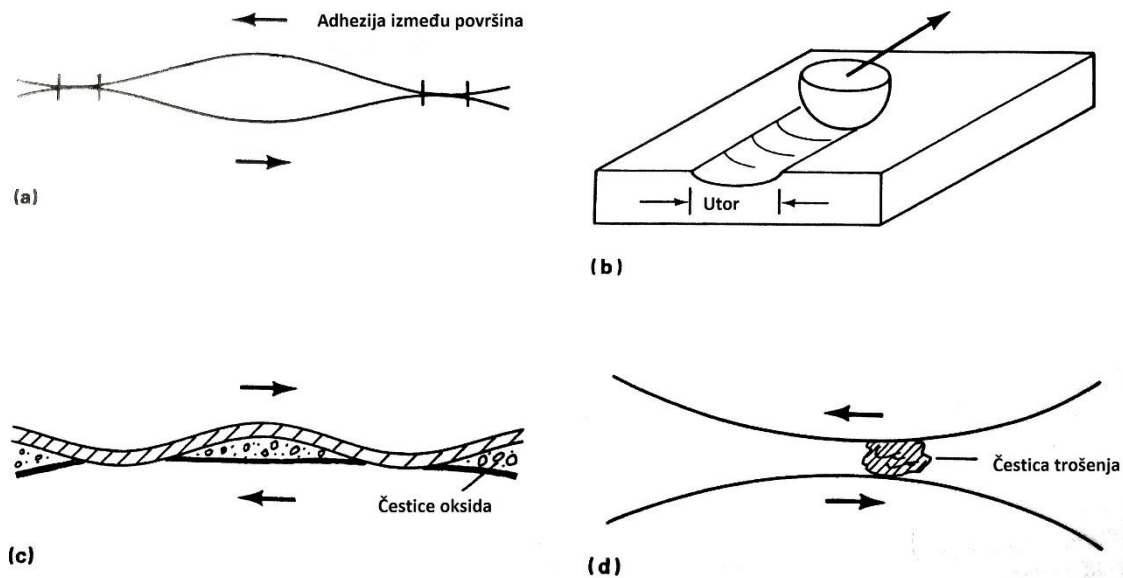 Adhezija između površina
(a)
Utor
(b)
Čestice oksida
(c)
Čestica trošenja
(d)